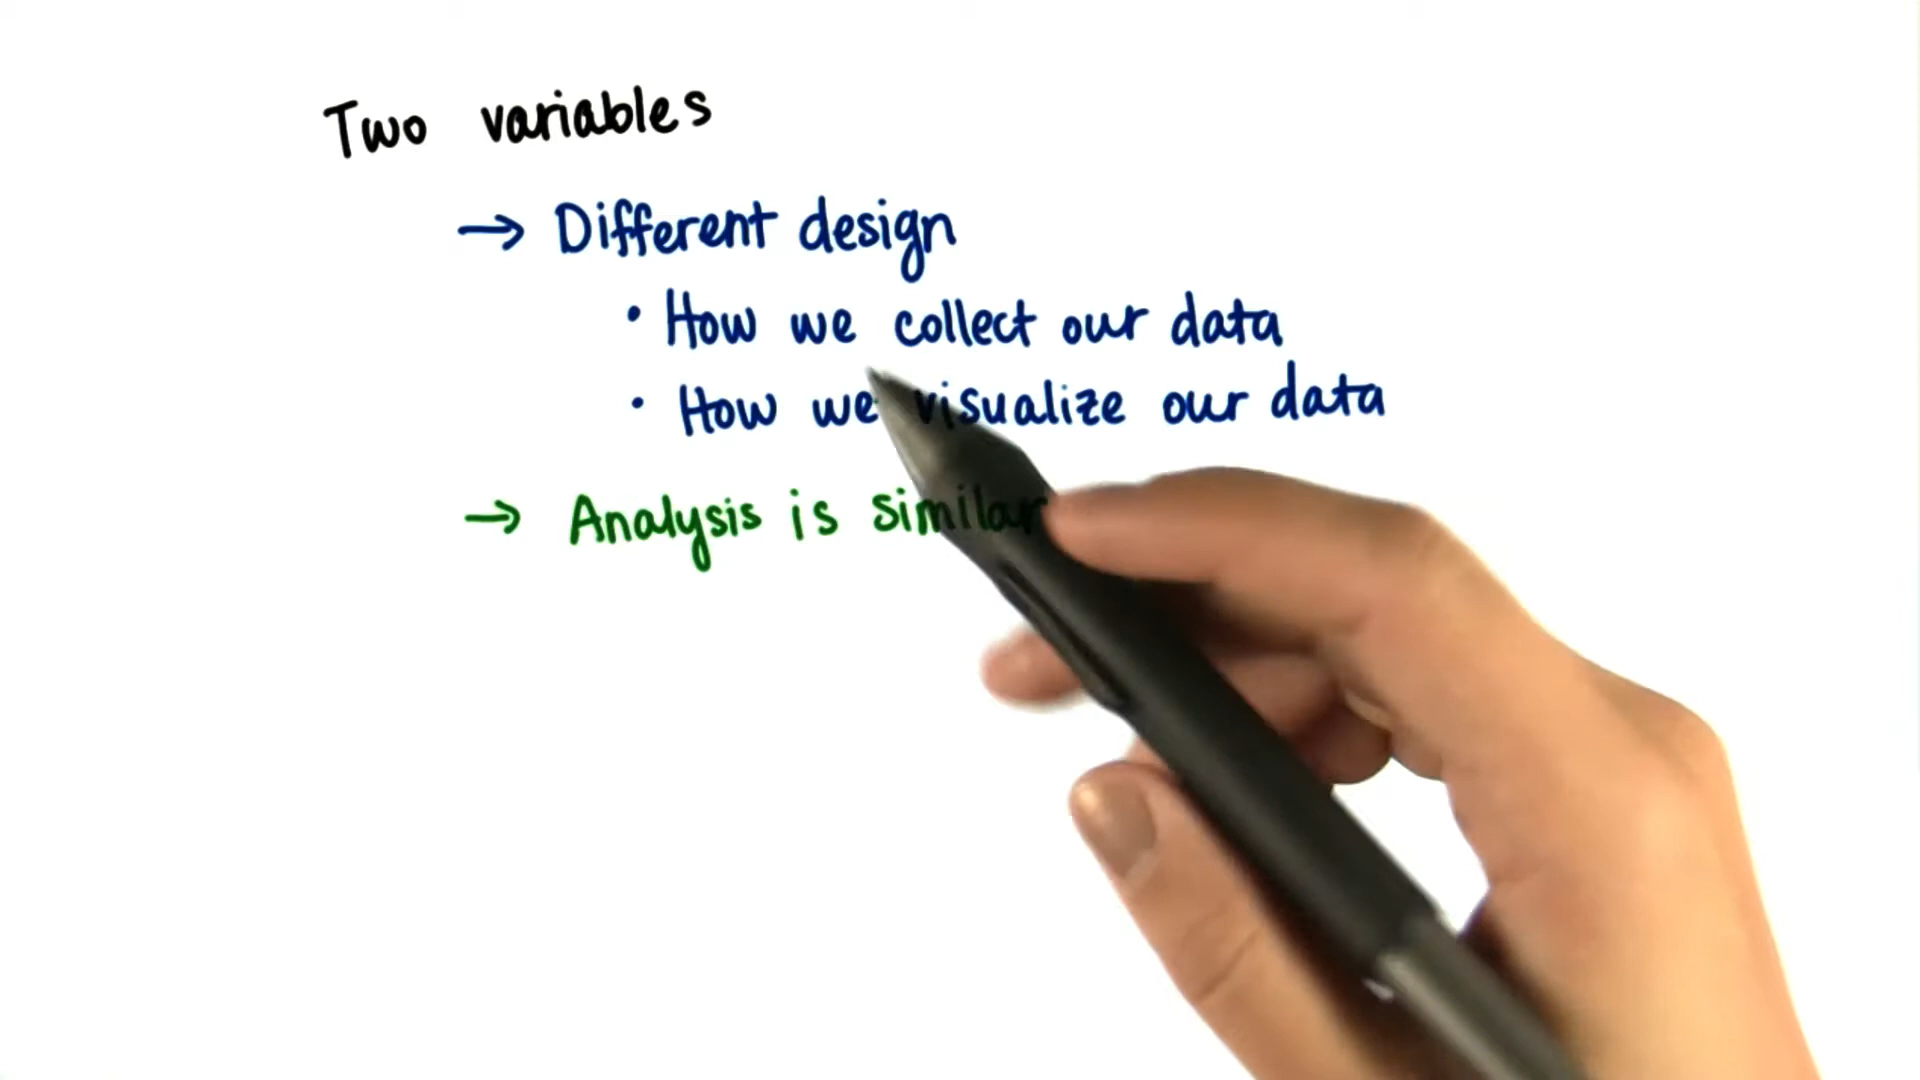 Two variables
→ Different design
• How we collect our data
• How we visualize our data
→ Analysis is similar